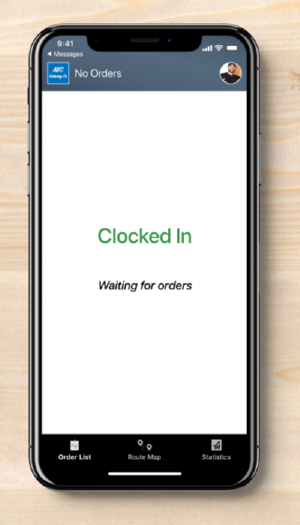 9:41
◀ Messages
ABC
Delivery Co.
No Orders
Clocked In
Waiting for orders
Order List
Route Map
Statistics